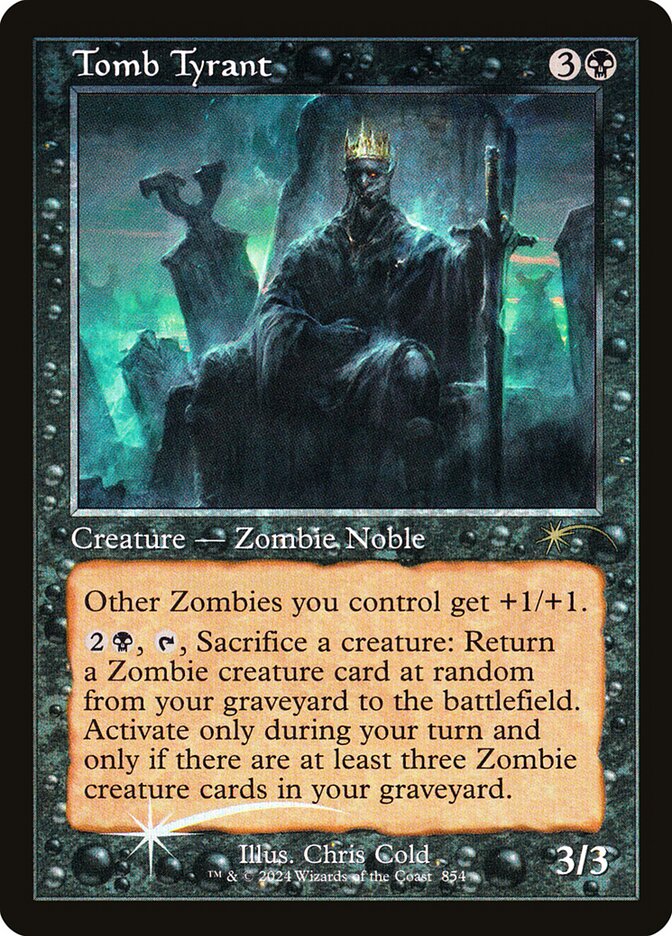 Tomb Tyrant 3
Creature — Zombie Noble
Other Zombies you control get +1/+1.
2 , , Sacrifice a creature: Return
a Zombie creature card at random
from your graveyard to the battlefield.
Activate only during your turn and
only if there are at least three Zombie
creature cards in your graveyard.
Illus. Chris Cold
3/3
™ & © 2024 Wizards of the Coast 854